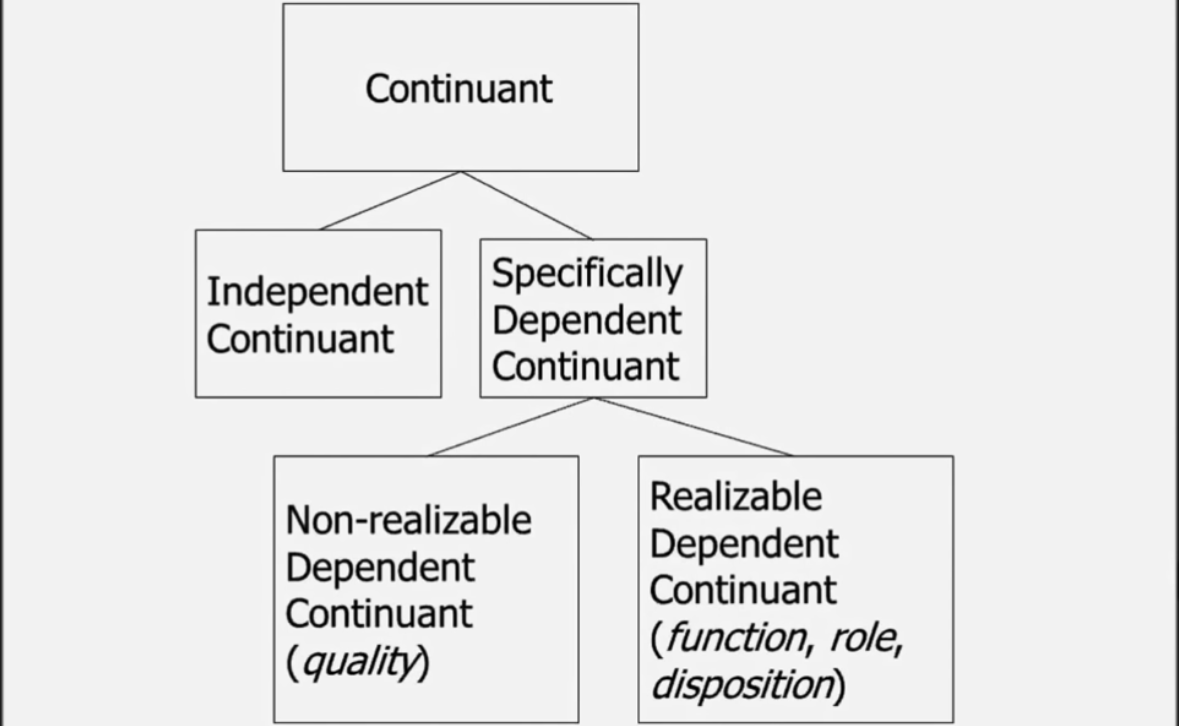 Continuant
Independent
Continuant
Specifically
Dependent
Continuant
Non-realizable
Dependent
Continuant
(quality)
Realizable
Dependent
Continuant
(function, role,
disposition)